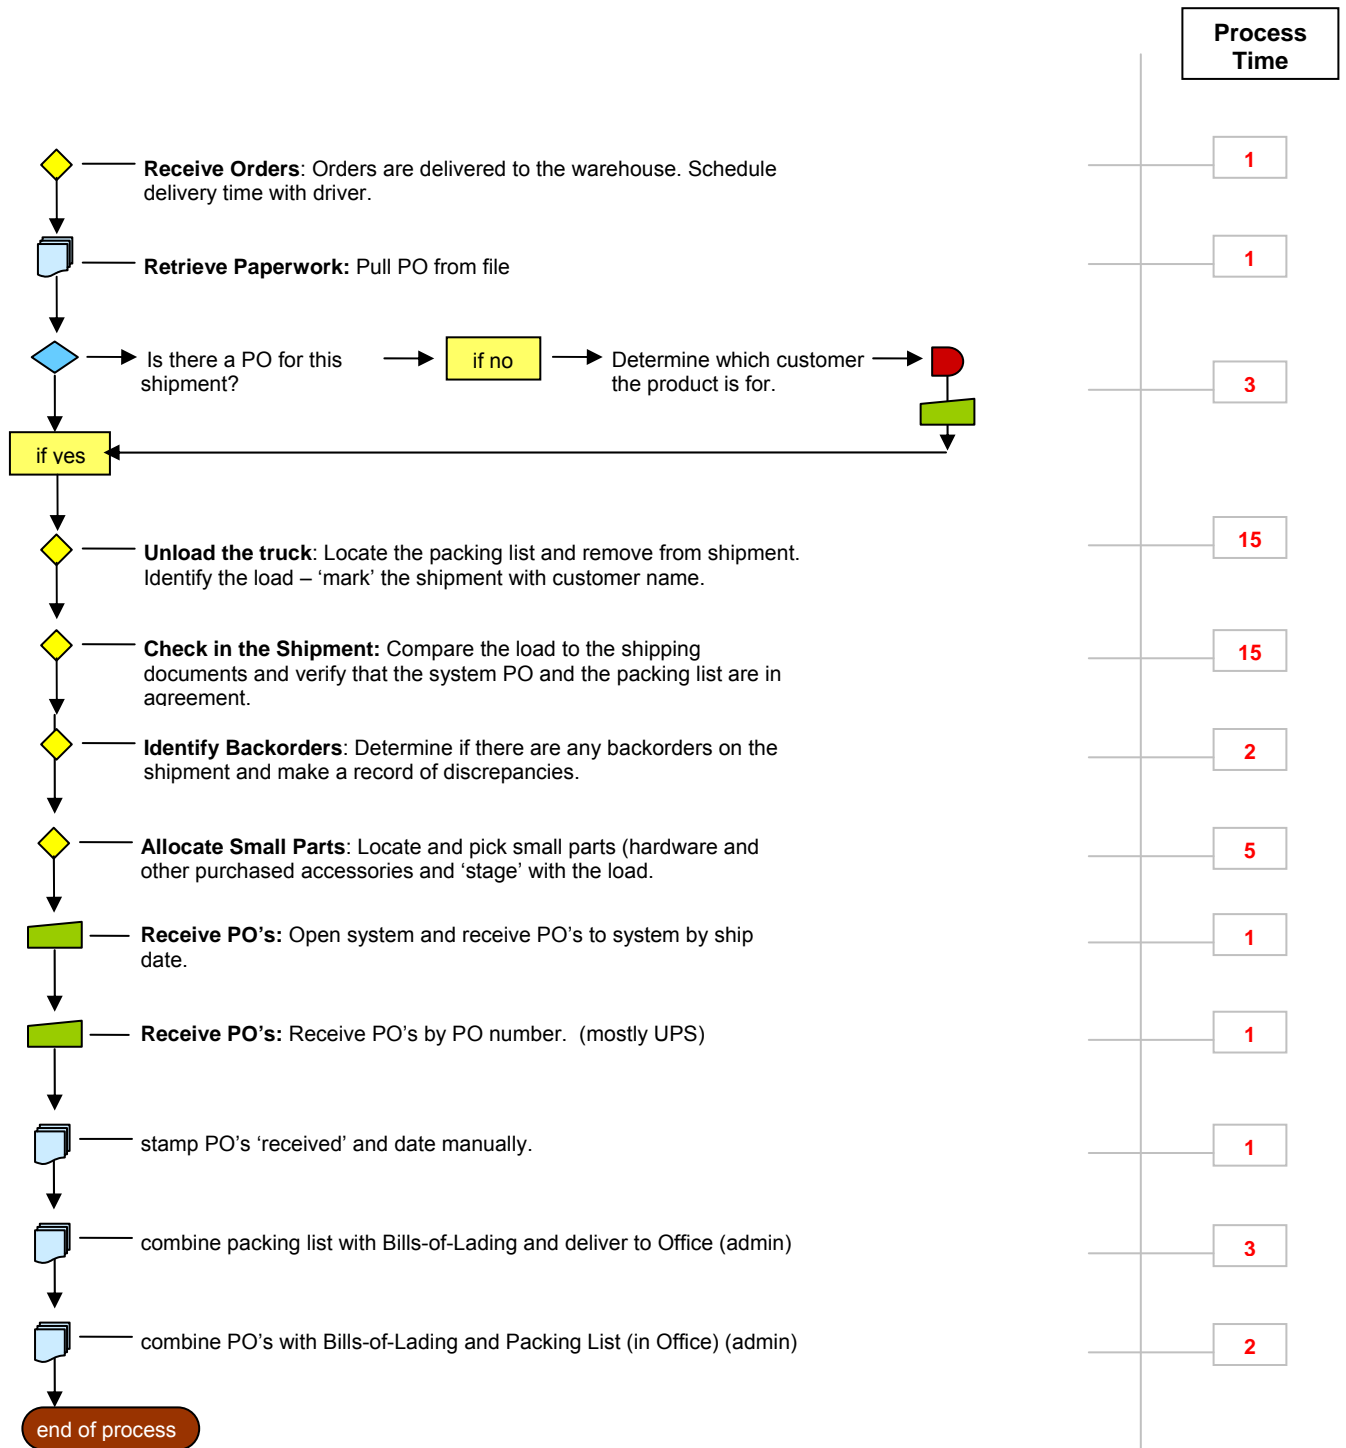 Process
Time
Receive Orders: Orders are delivered to the warehouse. Schedule
delivery time with driver.
1
Retrieve Paperwork: Pull PO from file
1
Is there a PO for this
shipment?
if no
Determine which customer
the product is for.
3
if yes
Unload the truck: Locate the packing list and remove from shipment.
Identify the load – ‘mark’ the shipment with customer name.
15
Check in the Shipment: Compare the load to the shipping
documents and verify that the system PO and the packing list are in
agreement.
15
Identify Backorders: Determine if there are any backorders on the
shipment and make a record of discrepancies.
2
Allocate Small Parts: Locate and pick small parts (hardware and
other purchased accessories and ‘stage’ with the load.
5
Receive PO's: Open system and receive PO's to system by ship
date.
1
Receive PO's: Receive PO's by PO number. (mostly UPS)
1
stamp PO's ‘received’ and date manually.
1
combine packing list with Bills-of-Lading and deliver to Office (admin)
3
combine PO's with Bills-of-Lading and Packing List (in Office) (admin)
2
end of process